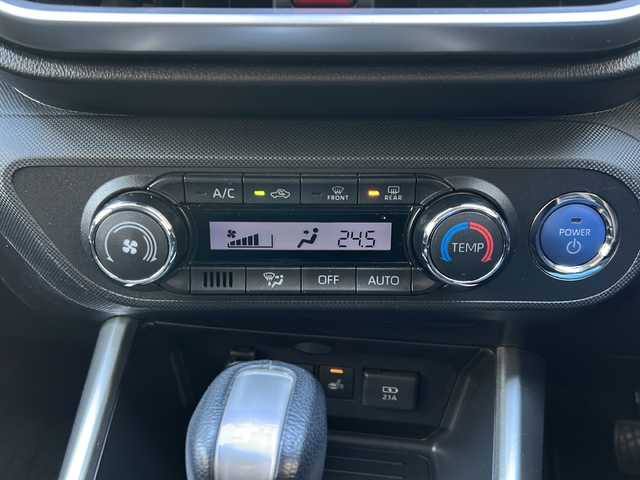 A/C
FRONT
REAR
24.5
TEMP
POWER
OFF
AUTO
2.1A